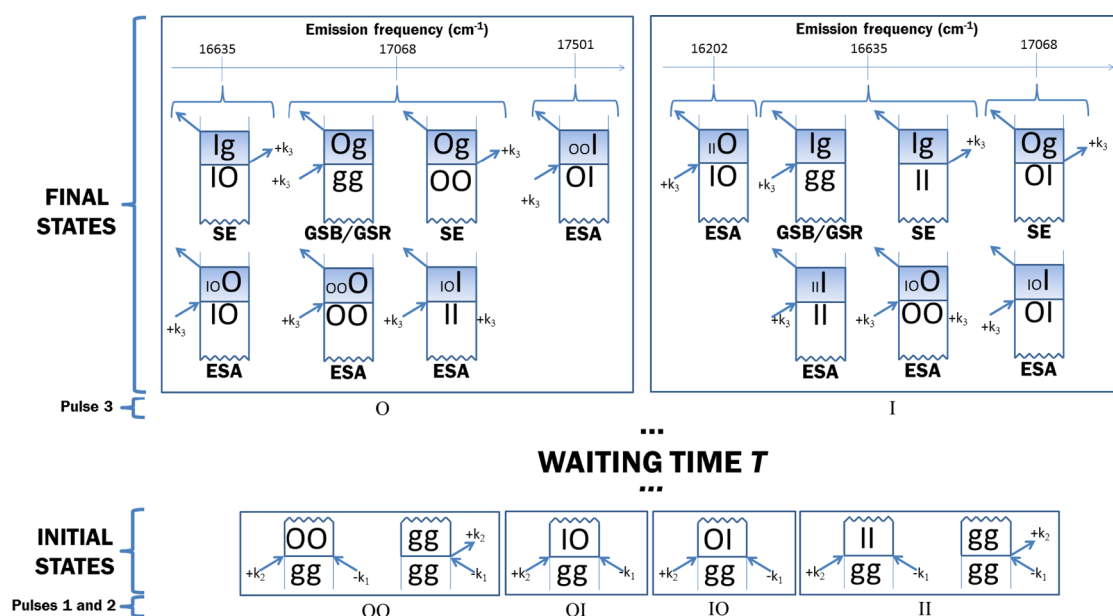 Emission frequency (cm-1)
16635 17068 17501
Ig Og Og OOI
+k3 +k3 +k3 +k3
IO gg OO OI
SE GSB/GSR SE ESA
IOO OOO IOI
+k3 +k3 +k3 +k3
IO OO II
ESA ESA ESA
Emission frequency (cm-1)
16202 16635 17068
IIO Ig Ig Og
+k3 +k3 +k3 +k3
IO gg II OI
ESA GSB/GSR SE SE
III IOO IOI
+k3 +k3 +k3 +k3
II OO OI
ESA ESA ESA
FINAL
STATES
Pulse 3
O I
...
WAITING TIME T
...
INITIAL
STATES
OO gg IO OI II gg
+k2 -k1 +k2 -k1 +k2 -k1 +k2 -k1 +k2 -k1 +k2 -k1
gg gg gg gg gg gg
Pulses 1 and 2
OO OI IO II